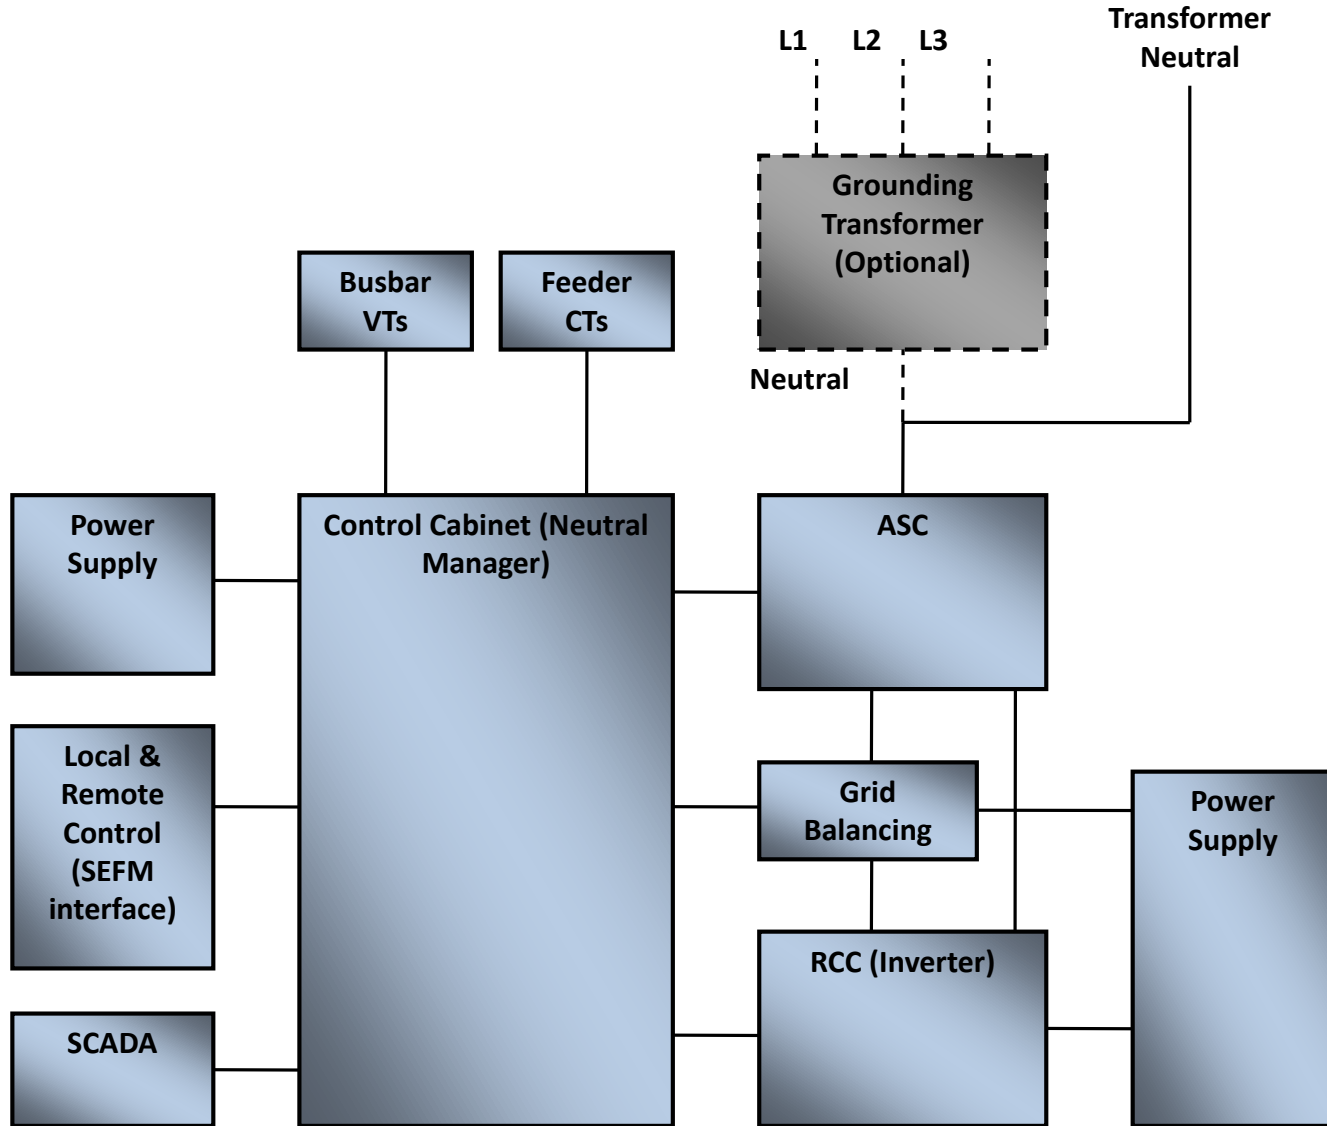 Transformer
Neutral
L1 L2 L3
Grounding
Transformer
(Optional)
Neutral
Busbar
VTs
Feeder
CTs
Power
Supply
Control Cabinet (Neutral
Manager)
ASC
Local &
Remote
Control
(SEFM
interface)
Grid
Balancing
Power
Supply
RCC (Inverter)
SCADA